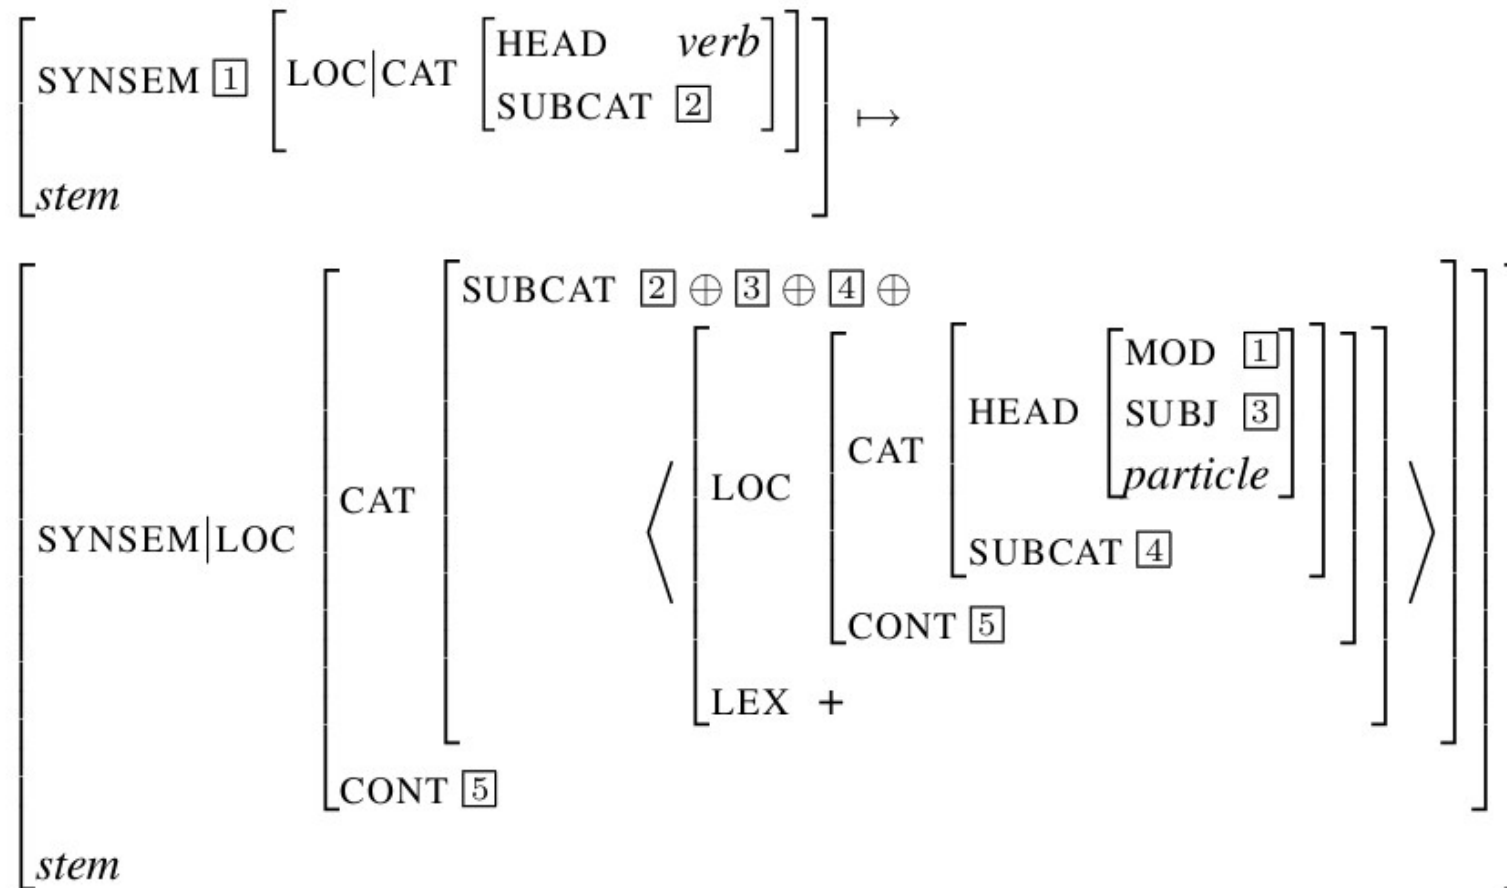 HEAD verb
SYNSEM 1 LOC|CAT
SUBCAT 2
↦
stem
SUBCAT 2 ⊕ 3 ⊕ 4 ⊕
MOD 1
HEAD SUBJ 3
CAT
particle
LOC
CAT
SYNSEM|LOC
SUBCAT 4
CONT 5
LEX +
CONT 5
stem